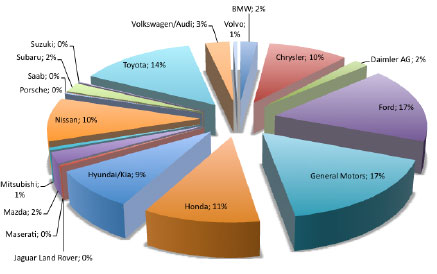 BMW; 2%
Chrysler; 10%
Daimler AG; 2%
Ford; 17%
General Motors; 17%
Honda; 11%
Hyundai/Kia; 9%
Jaguar Land Rover; 0%
Maserati; 0%
Mazda; 2%
Mitsubishi;
1%
Nissan; 10%
Porsche; 0%
Saab; 0%
Subaru; 2%
Suzuki; 0%
Toyota; 14%
Volkswagen/Audi; 3%
Volvo;
1%